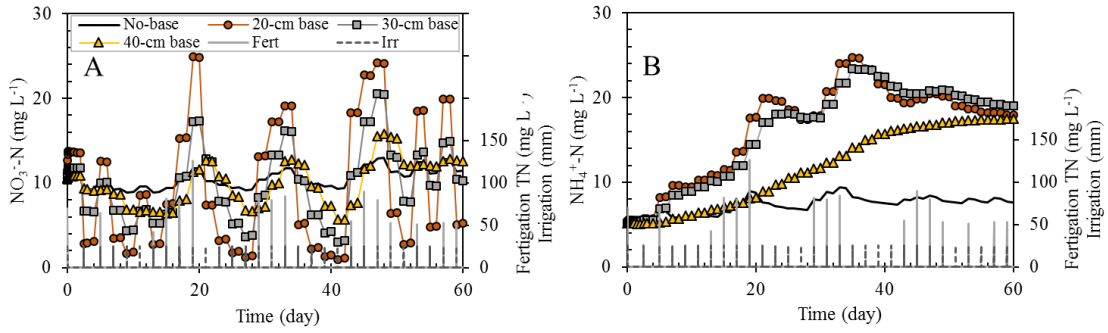 No-base 20-cm base 30-cm base
40-cm base Fert Irr
A
NO3--N (mg L-1)
30
20
10
0
150
100
50
0
Fertigation TN (mg L-1)
Irrigation (mm)
0 20 40 60
Time (day)
B
NH4+-N (mg L-1)
30
20
10
0
150
100
50
0
Fertigation TN (mg L-1)
Irrigation (mm)
0 20 40 60
Time (day)